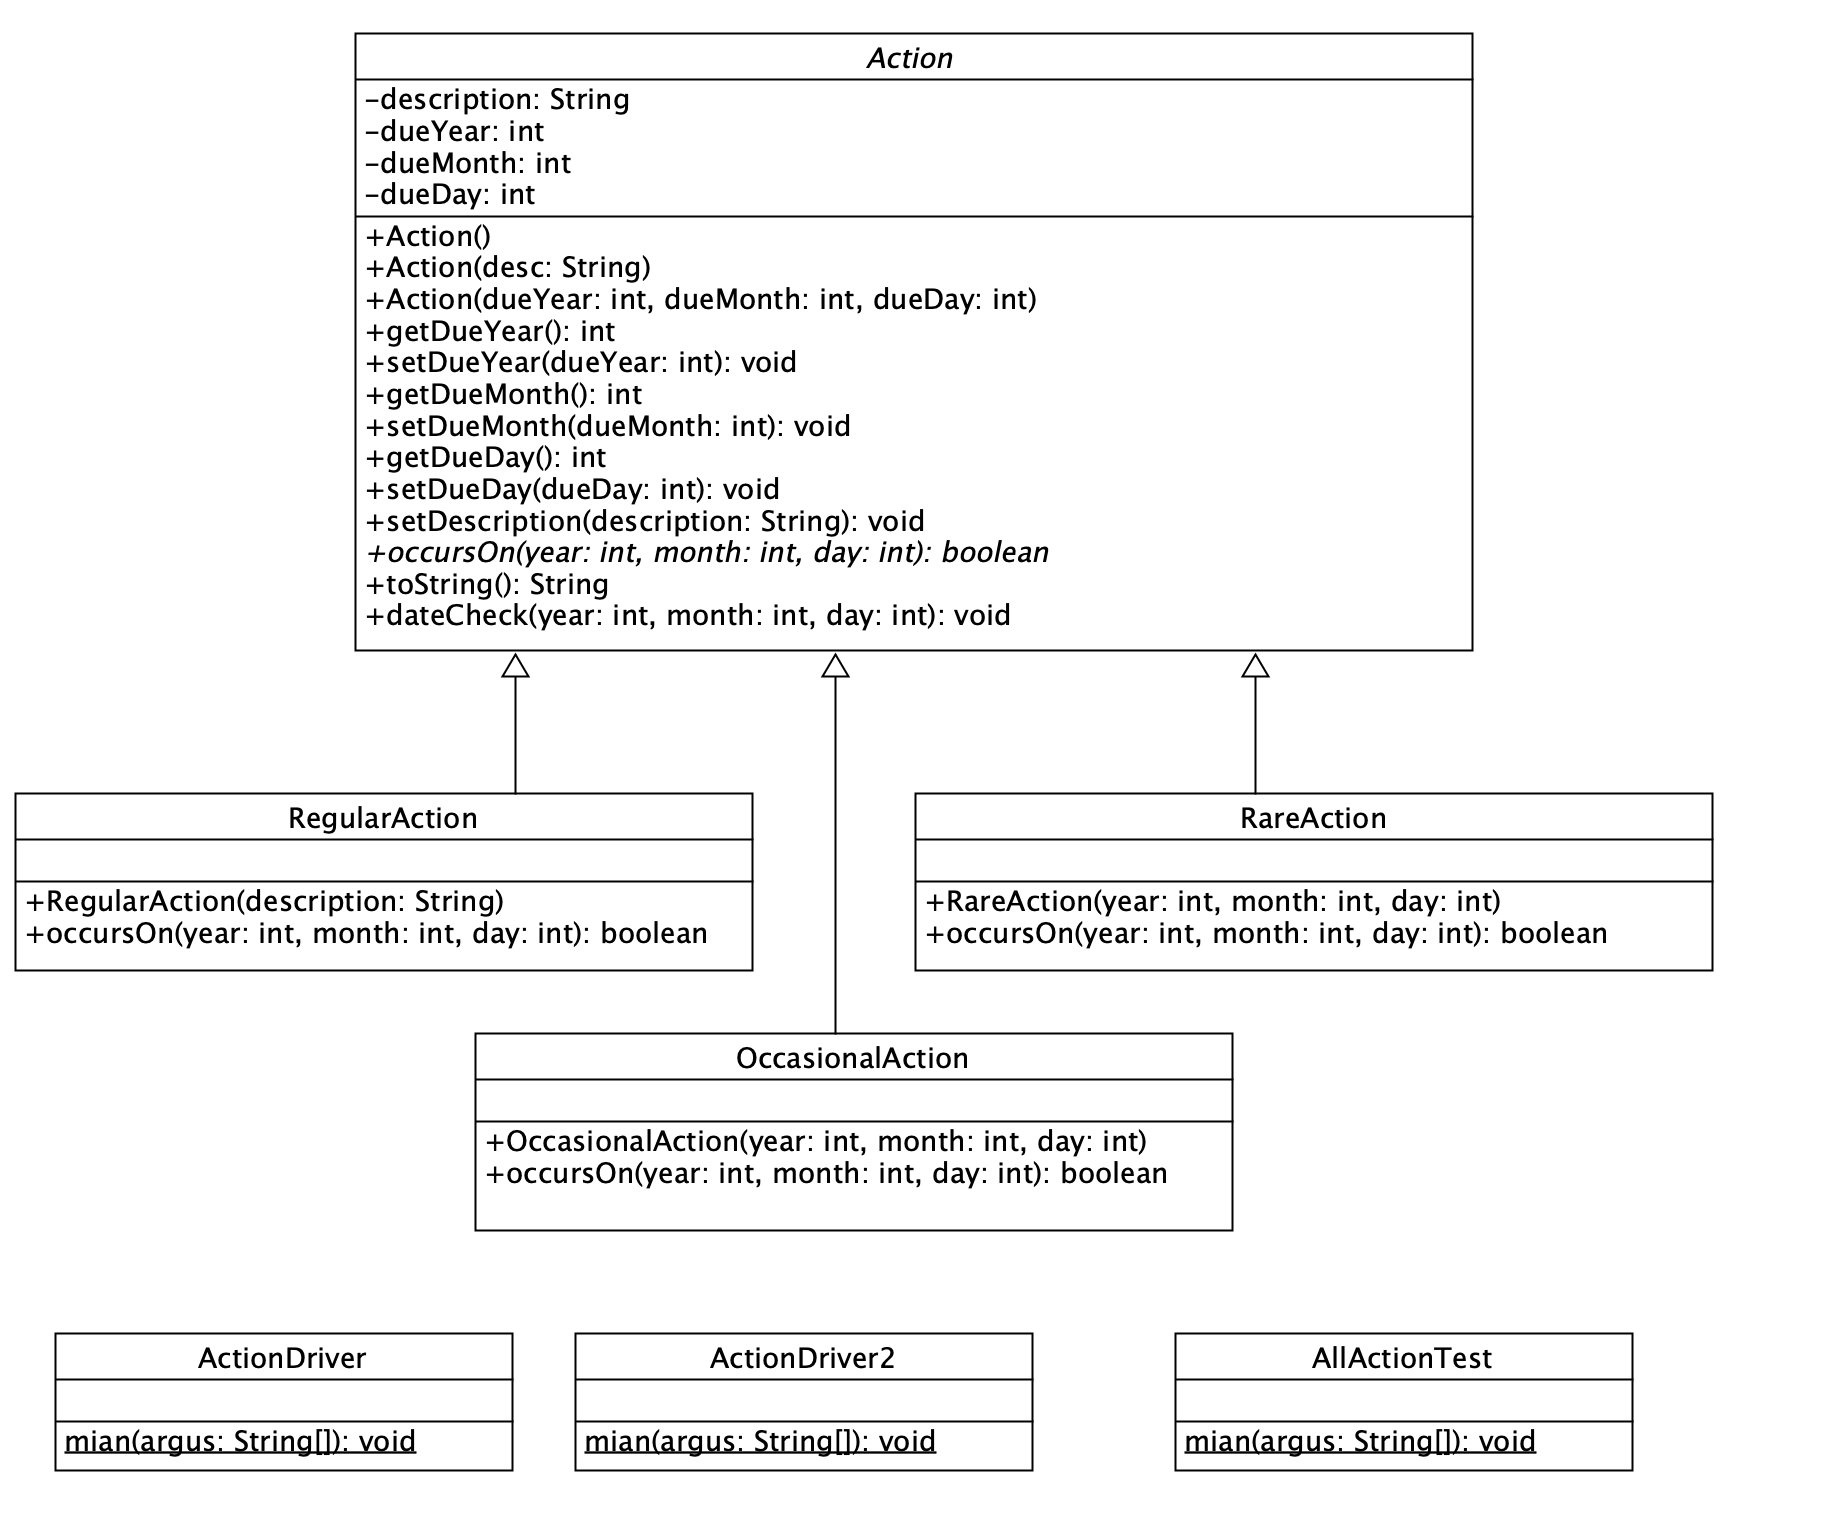 Action
-description: String
-dueYear: int
-dueMonth: int
-dueDay: int
+Action()
+Action(desc: String)
+Action(dueYear: int, dueMonth: int, dueDay: int)
+getDueYear(): int
+setDueYear(dueYear: int): void
+getDueMonth(): int
+setDueMonth(dueMonth: int): void
+getDueDay(): int
+setDueDay(dueDay: int): void
+setDescription(description: String): void
+occursOn(year: int, month: int, day: int): boolean
+toString(): String
+dateCheck(year: int, month: int, day: int): void
RegularAction
+RegularAction(description: String)
+occursOn(year: int, month: int, day: int): boolean
RareAction
+RareAction(year: int, month: int, day: int)
+occursOn(year: int, month: int, day: int): boolean
OccasionalAction
+OccasionalAction(year: int, month: int, day: int)
+occursOn(year: int, month: int, day: int): boolean
ActionDriver
mian(argus: String[]): void
ActionDriver2
mian(argus: String[]): void
AllActionTest
mian(argus: String[]): void